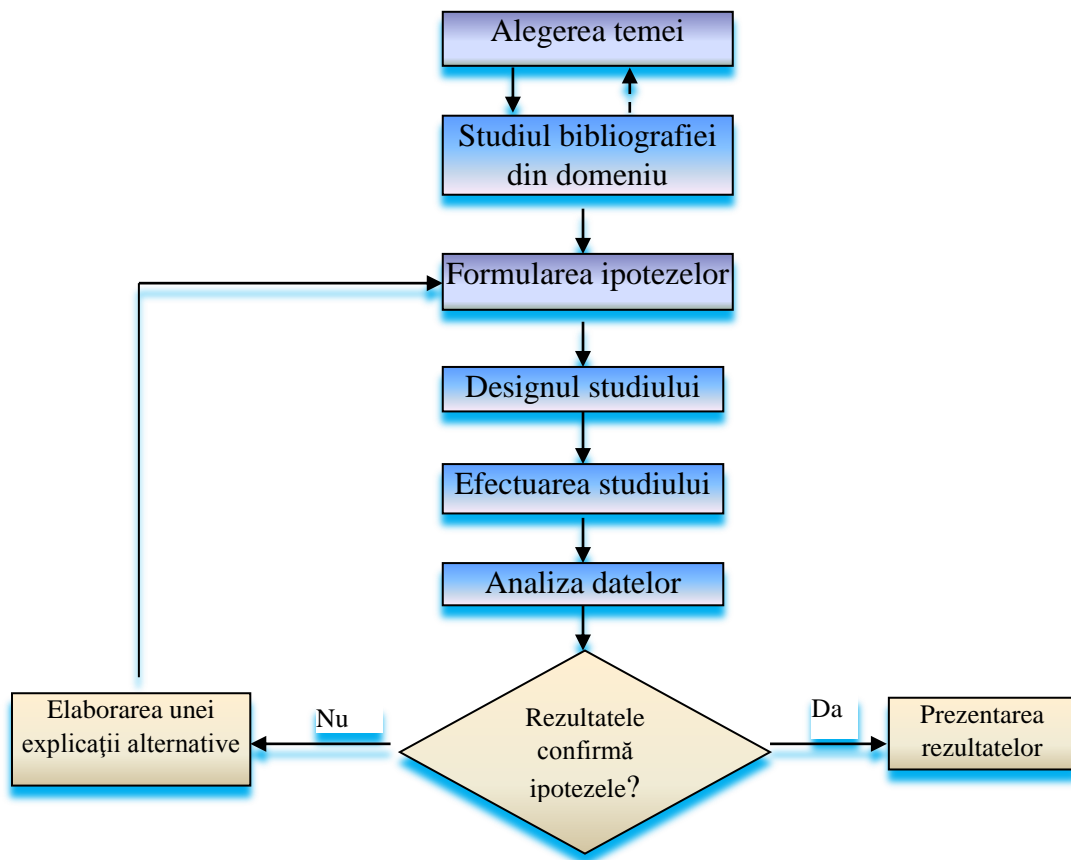 Alegerea temei
Studiul bibliografiei
din domeniu
Formularea ipotezelor
Designul studiului
Efectuarea studiului
Analiza datelor
Elaborarea unei
explicaţii alternative
Nu
Rezultatele
confirmă
ipotezele?
Da
Prezentarea
rezultatelor